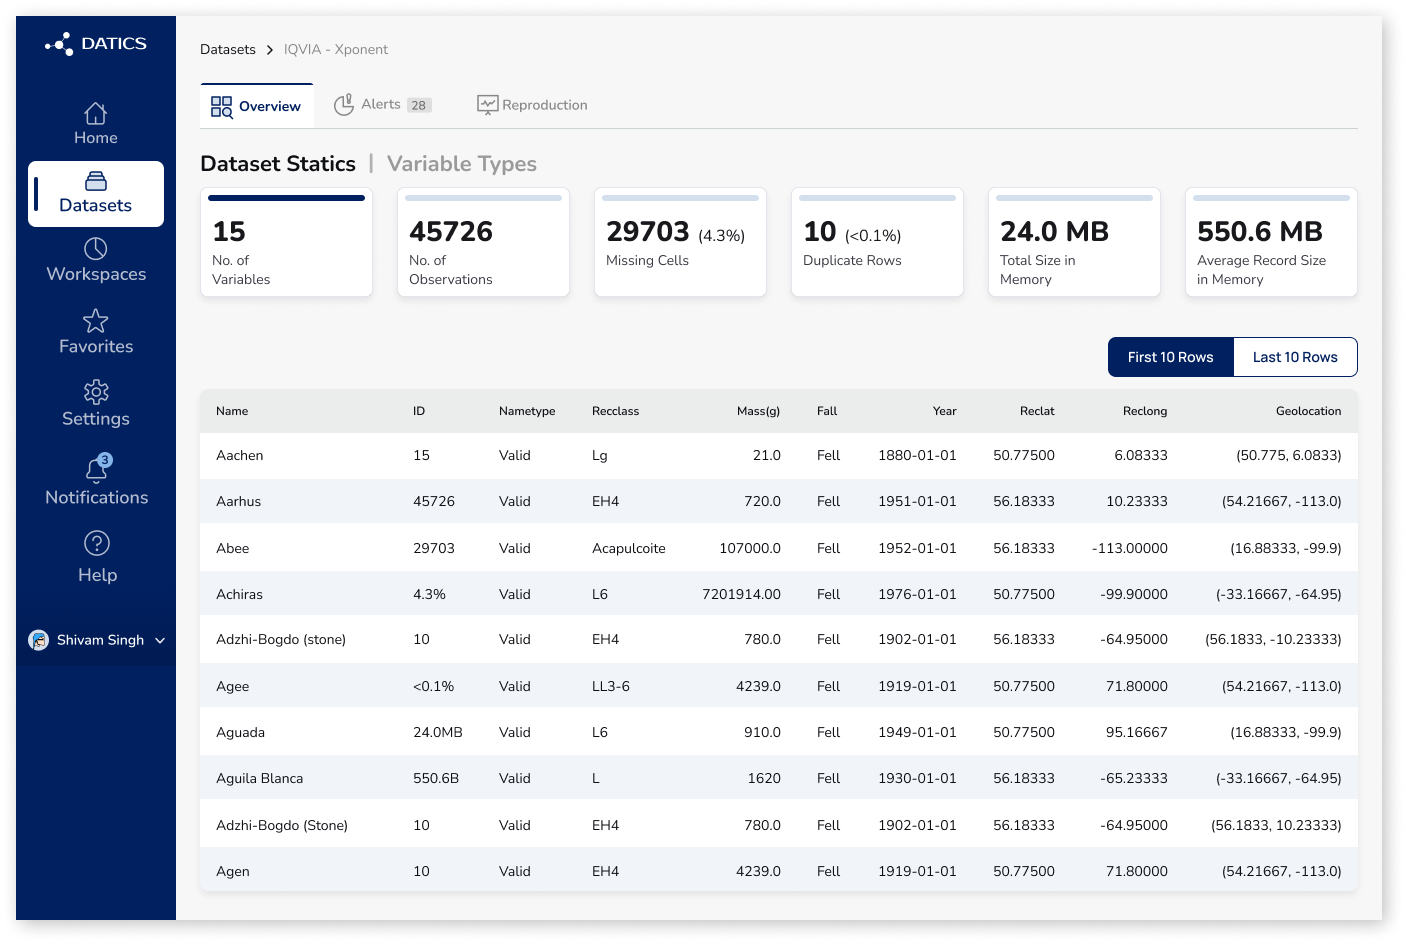 DATICS
Home
Datasets
Workspaces
Favorites
Settings
3
Notifications
Help
Shivam Singh
Datasets > IQVIA - Xponent
Overview Alerts 28 Reproduction
Dataset Statics | Variable Types
15
No. of
Variables
45726
No. of
Observations
29703 (4.3%)
Missing Cells
10 (<0.1%)
Duplicate Rows
24.0 MB
Total Size in
Memory
550.6 MB
Average Record Size
in Memory
First 10 Rows Last 10 Rows
Name ID Nametype Recclass Mass(g) Fall Year Reclat Reclong Geolocation
Aachen 15 Valid Lg 21.0 Fell 1880-01-01 50.77500 6.08333 (50.775, 6.0833)
Aarhus 45726 Valid EH4 720.0 Fell 1951-01-01 56.18333 10.23333 (54.21667, -113.0)
Abee 29703 Valid Acapulcoite 107000.0 Fell 1952-01-01 56.18333 -113.00000 (16.88333, -99.9)
Achiras 4.3% Valid L6 7201914.00 Fell 1976-01-01 50.77500 -99.90000 (-33.16667, -64.95)
Adzhi-Bogdo (stone) 10 Valid EH4 780.0 Fell 1902-01-01 56.18333 -64.95000 (56.1833, -10.23333)
Agee <0.1% Valid LL3-6 4239.0 Fell 1919-01-01 50.77500 71.80000 (54.21667, -113.0)
Aguada 24.0MB Valid L6 910.0 Fell 1949-01-01 50.77500 95.16667 (16.88333, -99.9)
Aguila Blanca 550.6B Valid L 1620 Fell 1930-01-01 56.18333 -65.23333 (-33.16667, -64.95)
Adzhi-Bogdo (Stone) 10 Valid EH4 780.0 Fell 1902-01-01 56.18333 -64.95000 (56.1833, 10.23333)
Agen 10 Valid EH4 4239.0 Fell 1919-01-01 50.77500 71.80000 (54.21667, -113.0)